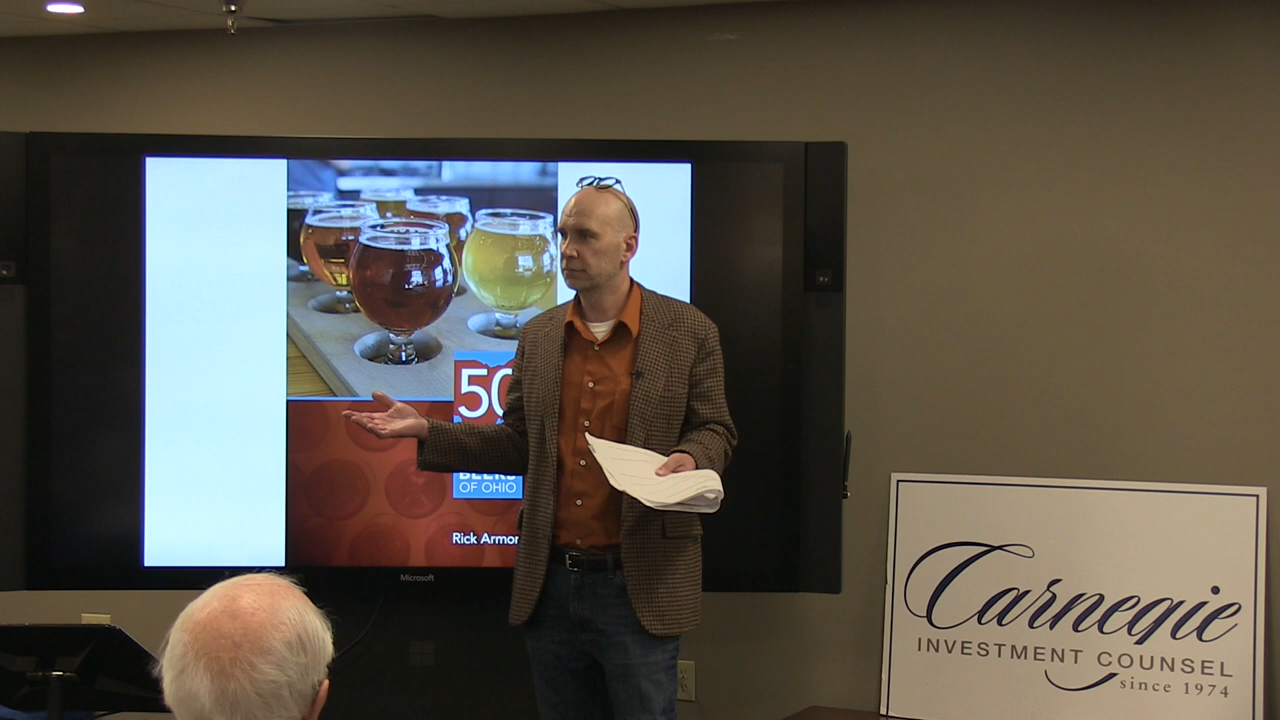 50
BEERS
OF OHIO
Rick Armon
Microsoft
Carnegie
INVESTMENT COUNSEL
since 1974